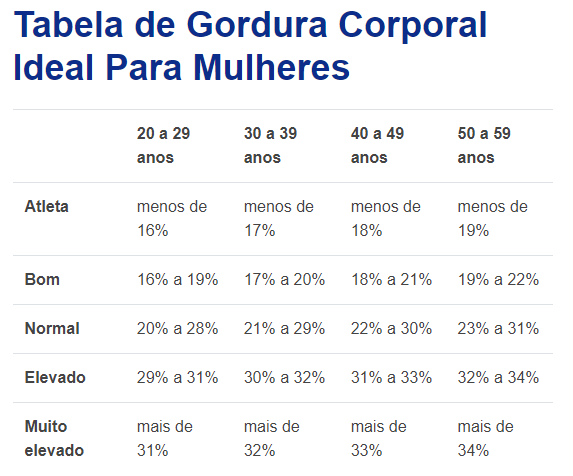 Tabela de Gordura Corporal
Ideal Para Mulheres
20 a 29 anos | 30 a 39 anos | 40 a 49 anos | 50 a 59 anos
Atleta | menos de 16% | menos de 17% | menos de 18% | menos de 19%
Bom | 16% a 19% | 17% a 20% | 18% a 21% | 19% a 22%
Normal | 20% a 28% | 21% a 29% | 22% a 30% | 23% a 31%
Elevado | 29% a 31% | 30% a 32% | 31% a 33% | 32% a 34%
Muito elevado | mais de 31% | mais de 32% | mais de 33% | mais de 34%